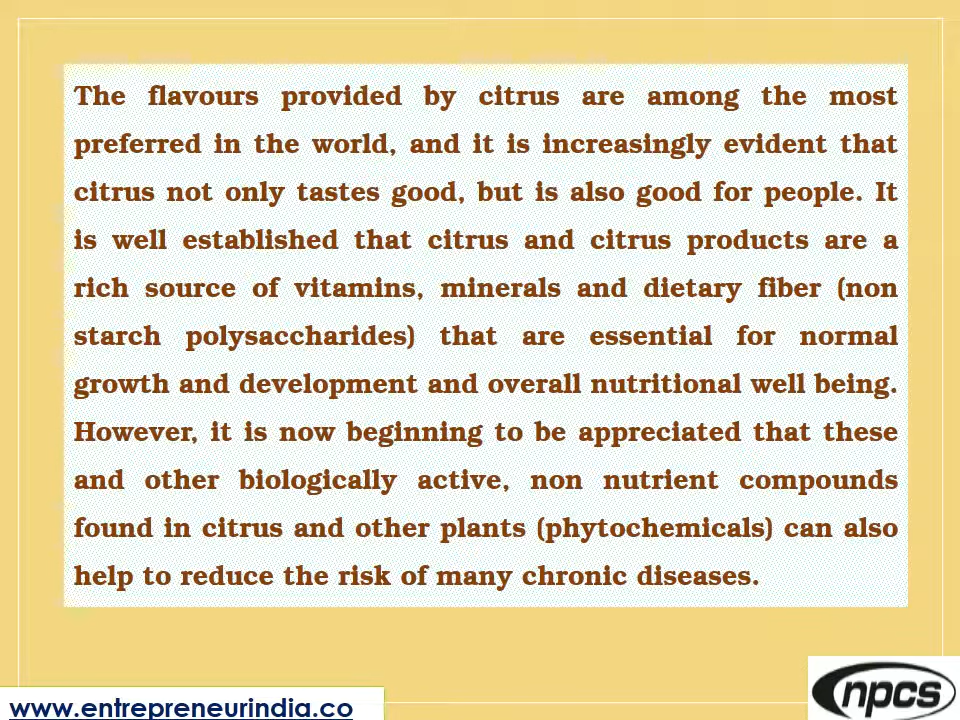 The flavours provided by citrus are among the most
preferred in the world, and it is increasingly evident that
citrus not only tastes good, but is also good for people. It
is well established that citrus and citrus products are a
rich source of vitamins, minerals and dietary fiber (non
starch polysaccharides) that are essential for normal
growth and development and overall nutritional well being.
However, it is now beginning to be appreciated that these
and other biologically active, non nutrient compounds
found in citrus and other plants (phytochemicals) can also
help to reduce the risk of many chronic diseases.
www.entrepreneurindia.co
npcs